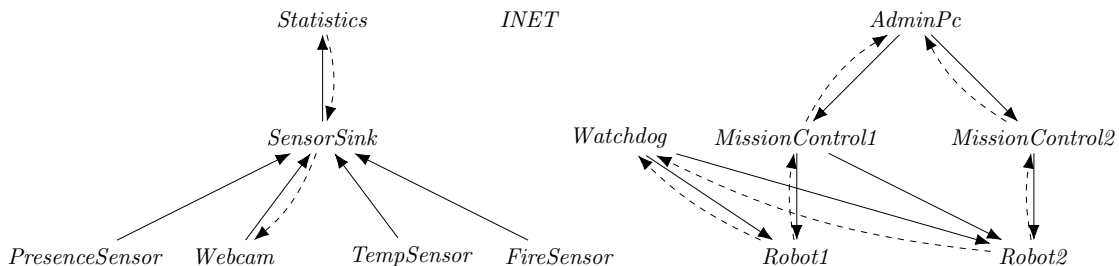 Statistics INET AdminPc
SensorSink Watchdog MissionControl1 MissionControl2
PresenceSensor Webcam TempSensor FireSensor Robot1 Robot2